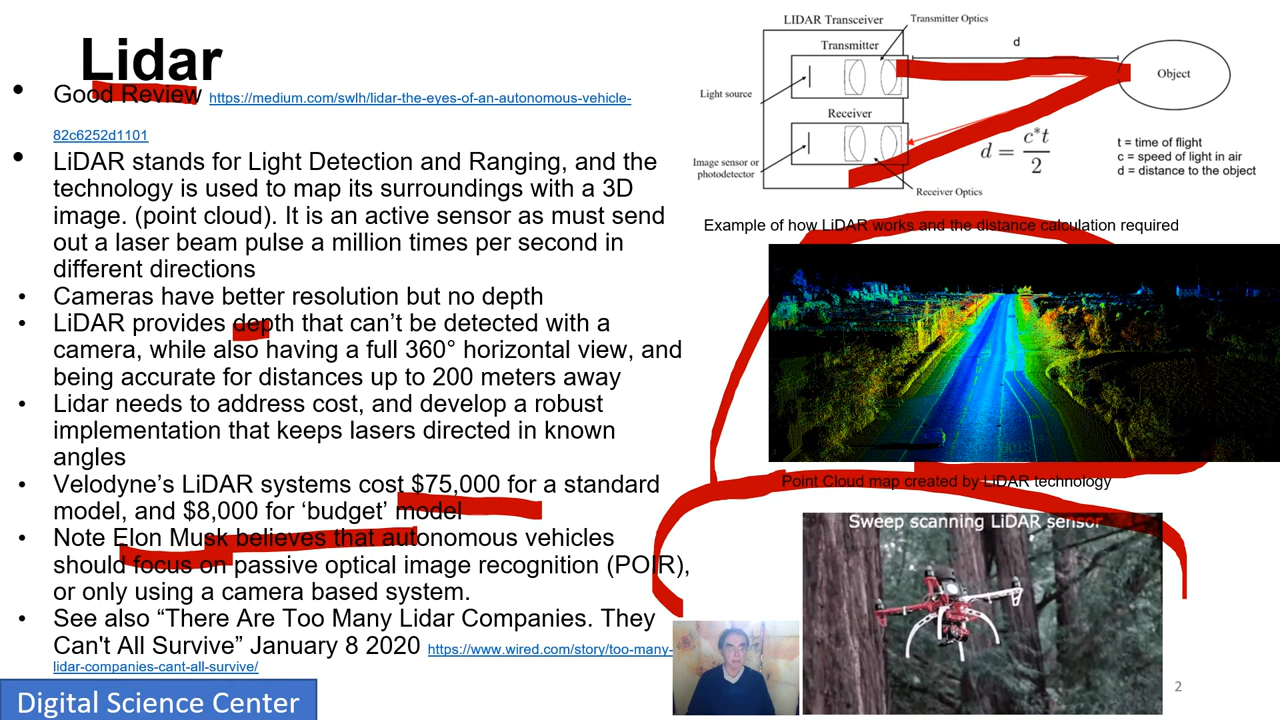 Lidar
• Good Review https://medium.com/swlh/lidar-the-eyes-of-an-autonomous-vehicle-
82c6252d1101
• LiDAR stands for Light Detection and Ranging, and the
technology is used to map its surroundings with a 3D
image. (point cloud). It is an active sensor as must send
out a laser beam pulse a million times per second in
different directions
• Cameras have better resolution but no depth
• LiDAR provides depth that can’t be detected with a
camera, while also having a full 360° horizontal view, and
being accurate for distances up to 200 meters away
• Lidar needs to address cost, and develop a robust
implementation that keeps lasers directed in known
angles
• Velodyne’s LiDAR systems cost $75,000 for a standard
model, and $8,000 for ‘budget’ model
• Note Elon Musk believes that autonomous vehicles
should focus on passive optical image recognition (POIR),
or only using a camera based system.
• See also “There Are Too Many Lidar Companies. They
Can't All Survive” January 8 2020 https://www.wired.com/story/too-many-
lidar-companies-cant-all-survive/
Digital Science Center
LIDAR Transceiver
Transmitter Optics
Transmitter
d
Object
Light source
Receiver
Image sensor or
photodetector
Receiver Optics
d = c*t
2
t = time of flight
c = speed of light in air
d = distance to the object
Example of how LiDAR works and the distance calculation required
Point Cloud map created by LiDAR technology
Sweep scanning LiDAR sensor
2